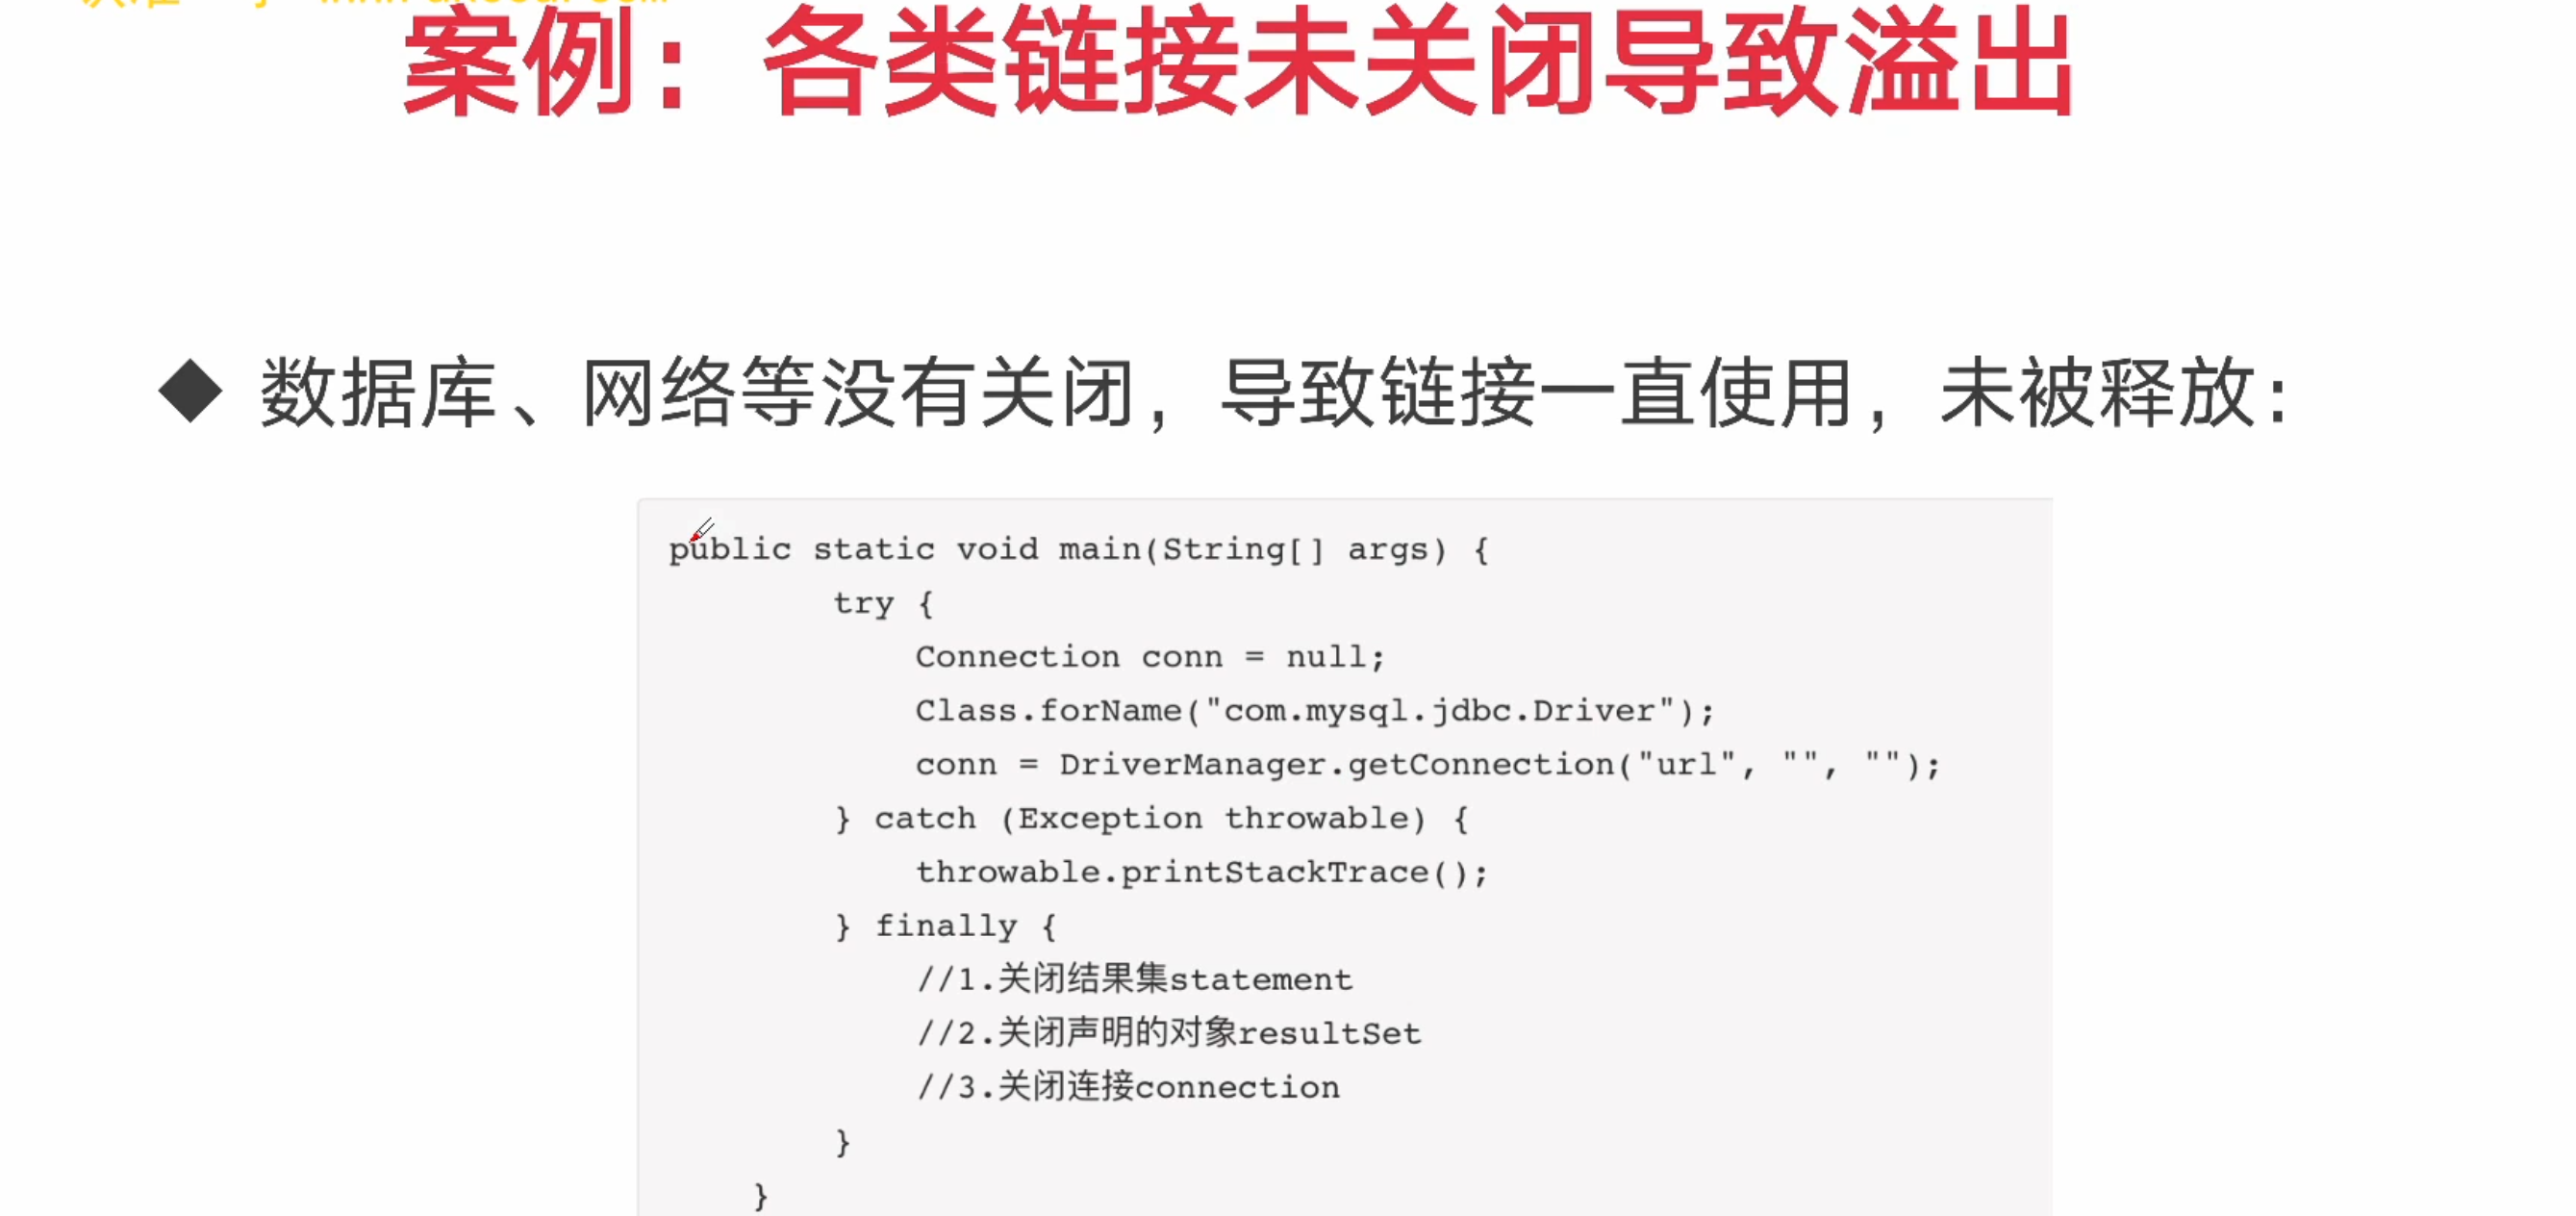 案例：各类链接未关闭导致溢出
◆ 数据库、网络等没有关闭，导致链接一直使用，未被释放：
public static void main(String[] args) {
try {
Connection conn = null;
Class.forName("com.mysql.jdbc.Driver");
conn = DriverManager.getConnection("url", "", "");
} catch (Exception throwable) {
throwable.printStackTrace();
} finally {
//1.关闭结果集statement
//2.关闭声明的对象resultSet
//3.关闭连接connection
}
}